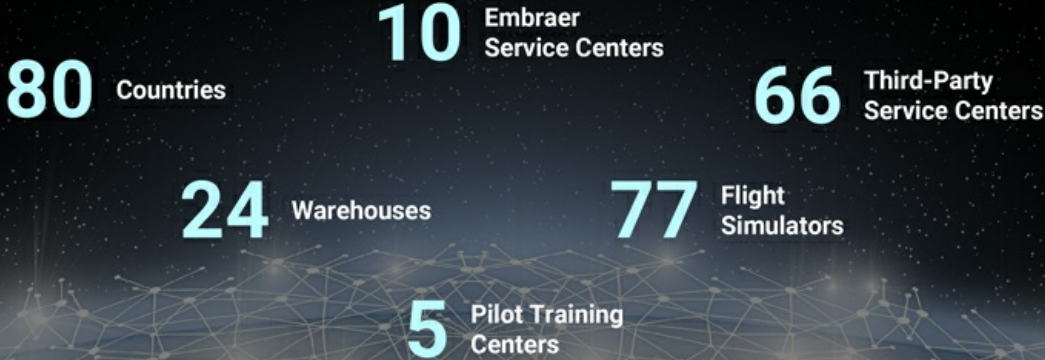 10 Embraer
Service Centers
80 Countries
66 Third-Party
Service Centers
24 Warehouses
77 Flight
Simulators
5 Pilot Training
Centers